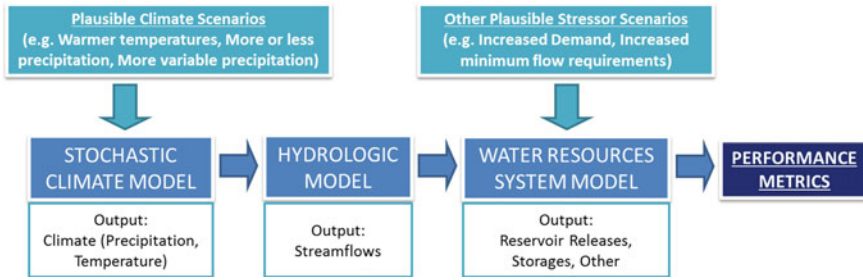 Plausible Climate Scenarios
(e.g. Warmer temperatures, More or less
precipitation, More variable precipitation)
Other Plausible Stressor Scenarios
(e.g. Increased Demand, Increased
minimum flow requirements)
STOCHASTIC
CLIMATE MODEL
HYDROLOGIC
MODEL
WATER RESOURCES
SYSTEM MODEL
PERFORMANCE
METRICS
Output:
Climate (Precipitation,
Temperature)
Output:
Streamflows
Output:
Reservoir Releases,
Storages, Other